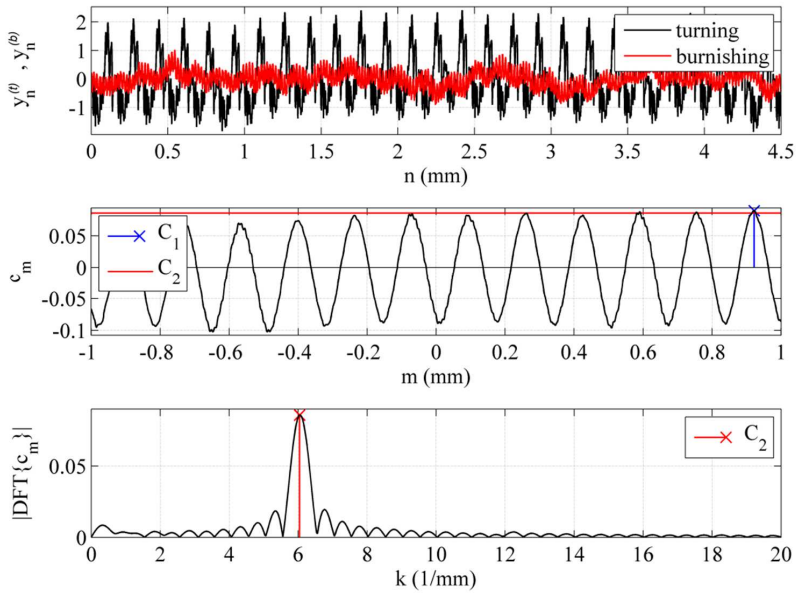 2
1
0
-1
y_n^(t) , y_n^(b)
turning
burnishing
0 0.5 1 1.5 2 2.5 3 3.5 4 4.5
n (mm)
0.05
0
-0.05
-0.1
c_m
C_1
C_2
-1 -0.8 -0.6 -0.4 -0.2 0 0.2 0.4 0.6 0.8 1
m (mm)
0.05
0
|DFT{c_m}|
C_2
0 2 4 6 8 10 12 14 16 18 20
k (1/mm)